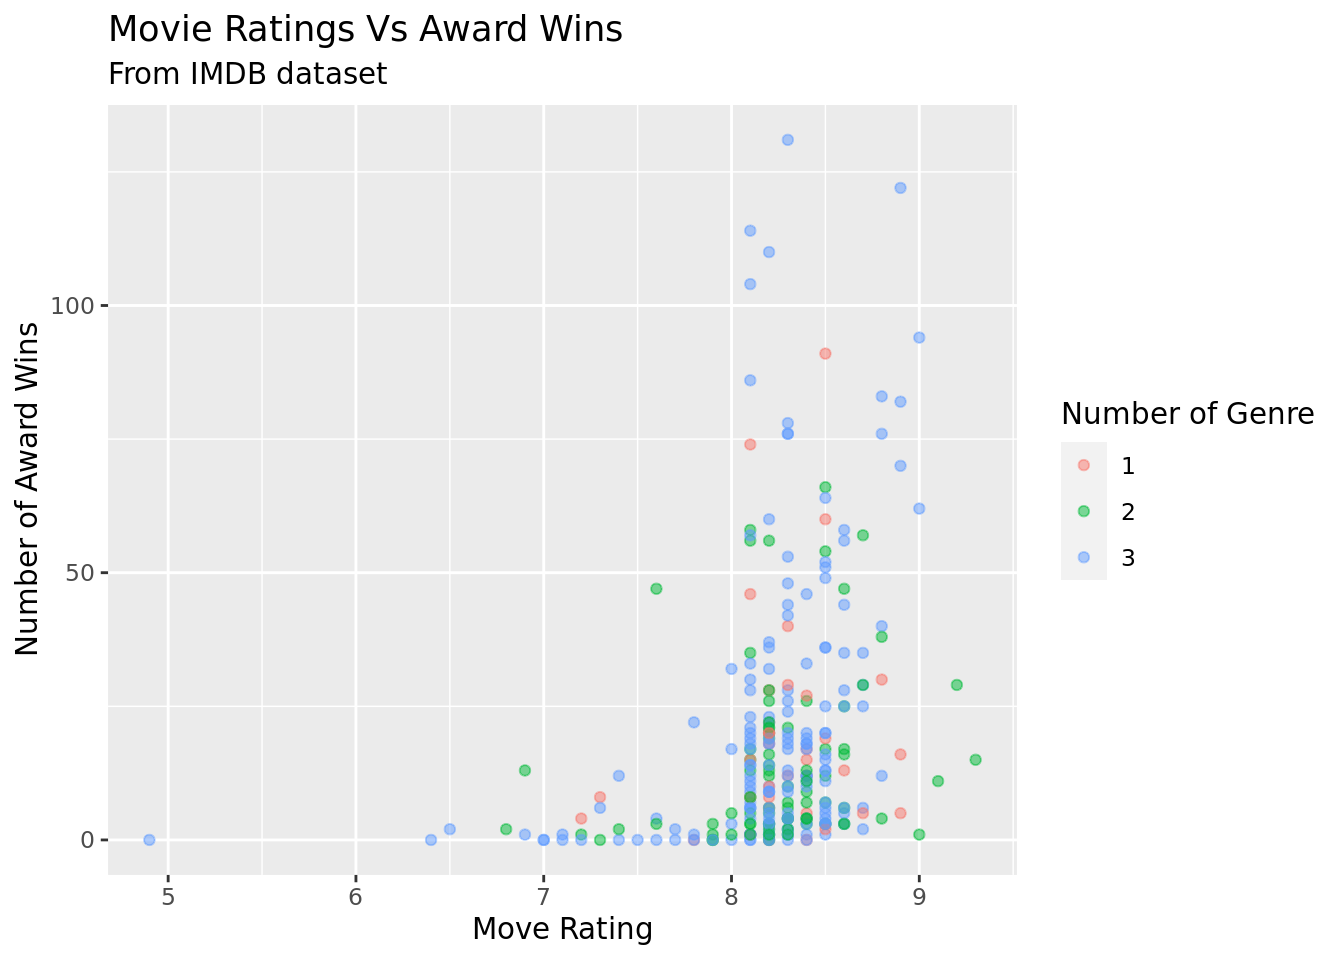 Movie Ratings Vs Award Wins
From IMDB dataset
Number of Award Wins
100
50
0
5
6
7
8
9
Move Rating
Number of Genre
1
2
3